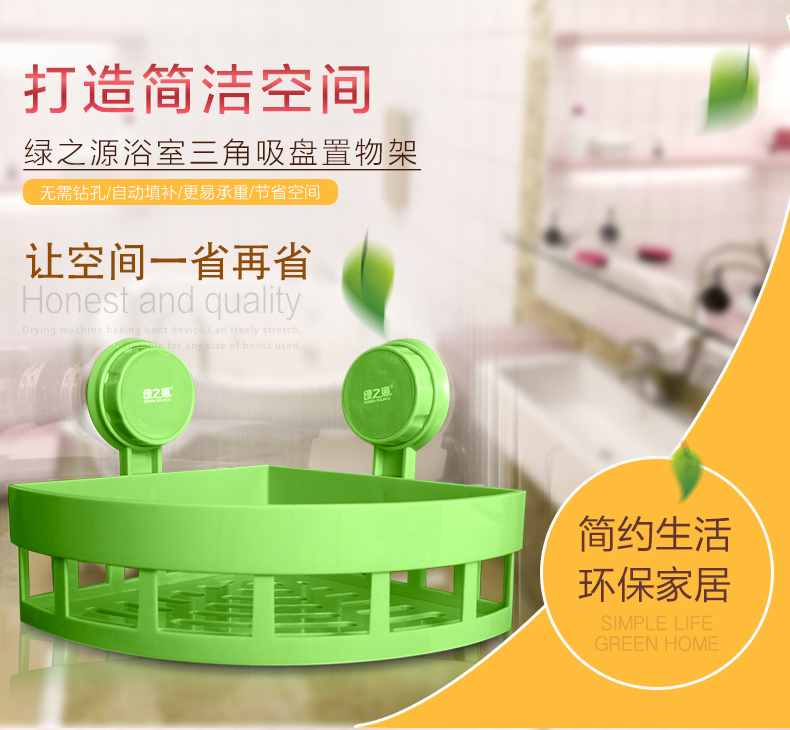 打造简洁空间
绿之源浴室三角吸盘置物架
无需钻孔/自动填补/更易承重/节省空间
让空间一省再省
Honest and quality
Drying machine baking boot device,Can freely stretch,
for any size of boots used.
绿之源
绿之源
简约生活
环保家居
SIMPLE LIFE
GREEN HOME